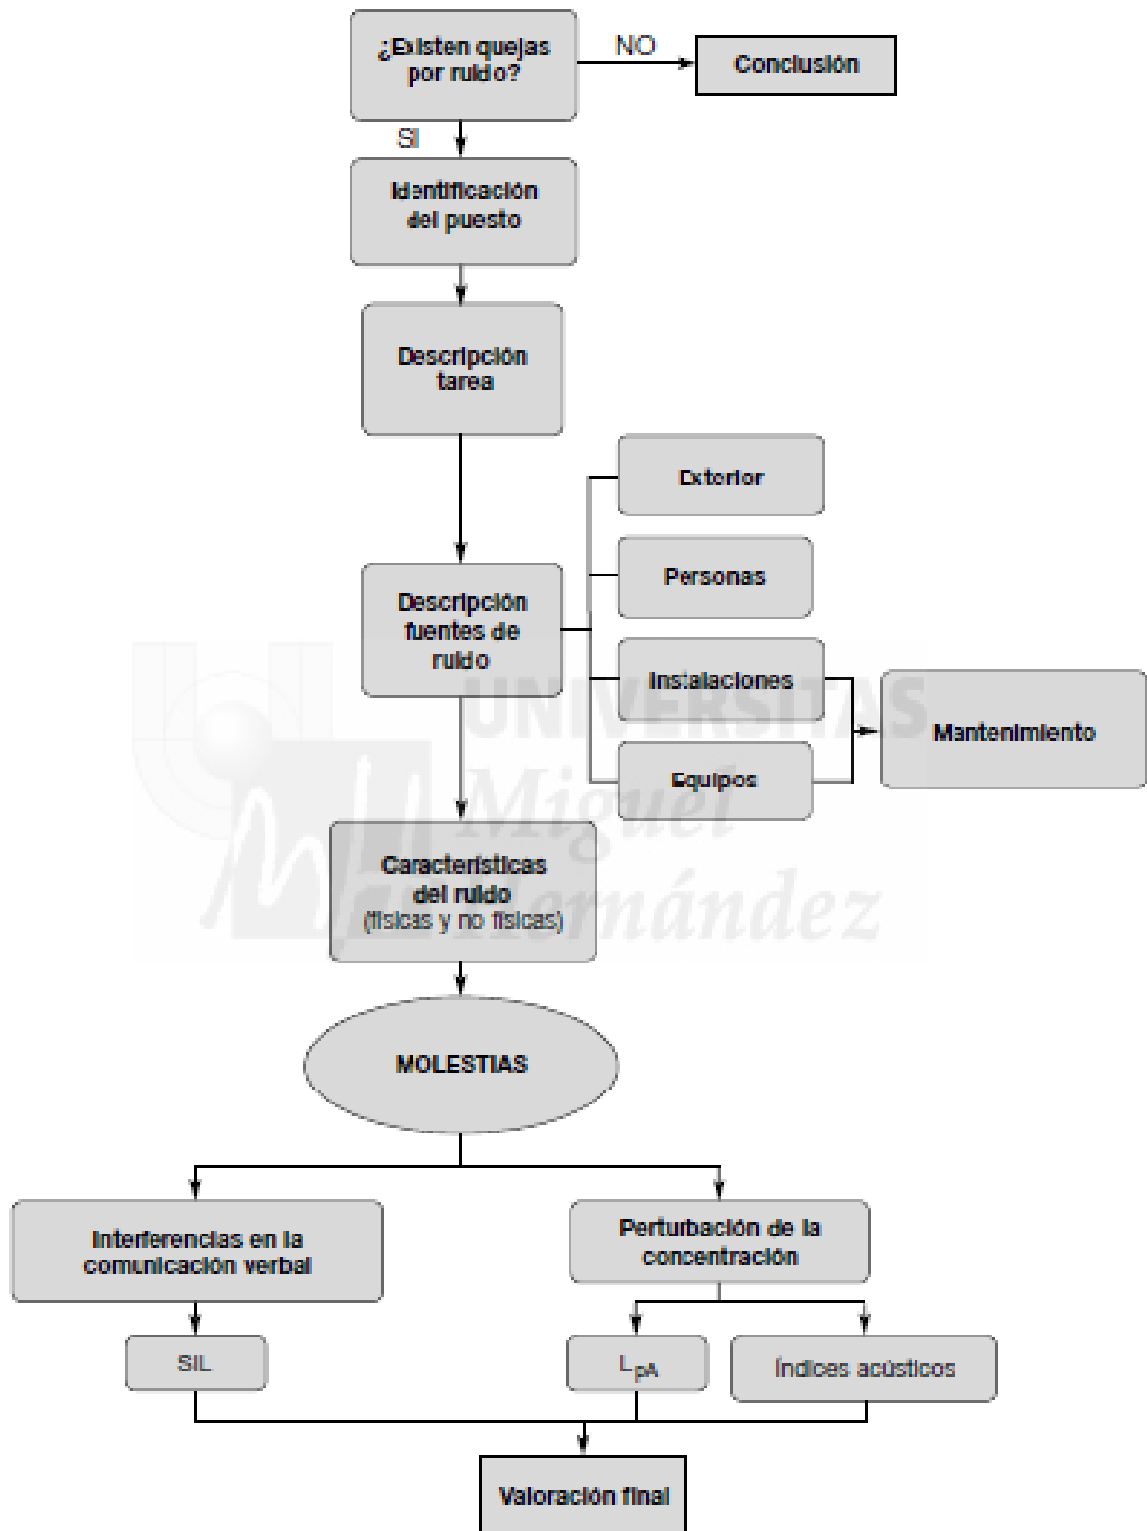 ¿Existen quejas
por ruido?
NO
Conclusión
SI
Identificación
del puesto
Descripción
tarea
Exterior
Personas
Descripción
fuentes de
ruido
Instalaciones
Mantenimiento
Equipos
UNIVERSITAS
Miguel
Hernández
Características
del ruido
(físicas y no físicas)
MOLESTIAS
Interferencias en la
comunicación verbal
Perturbación de la
concentración
SIL
LpA
Índices acústicos
Valoración final